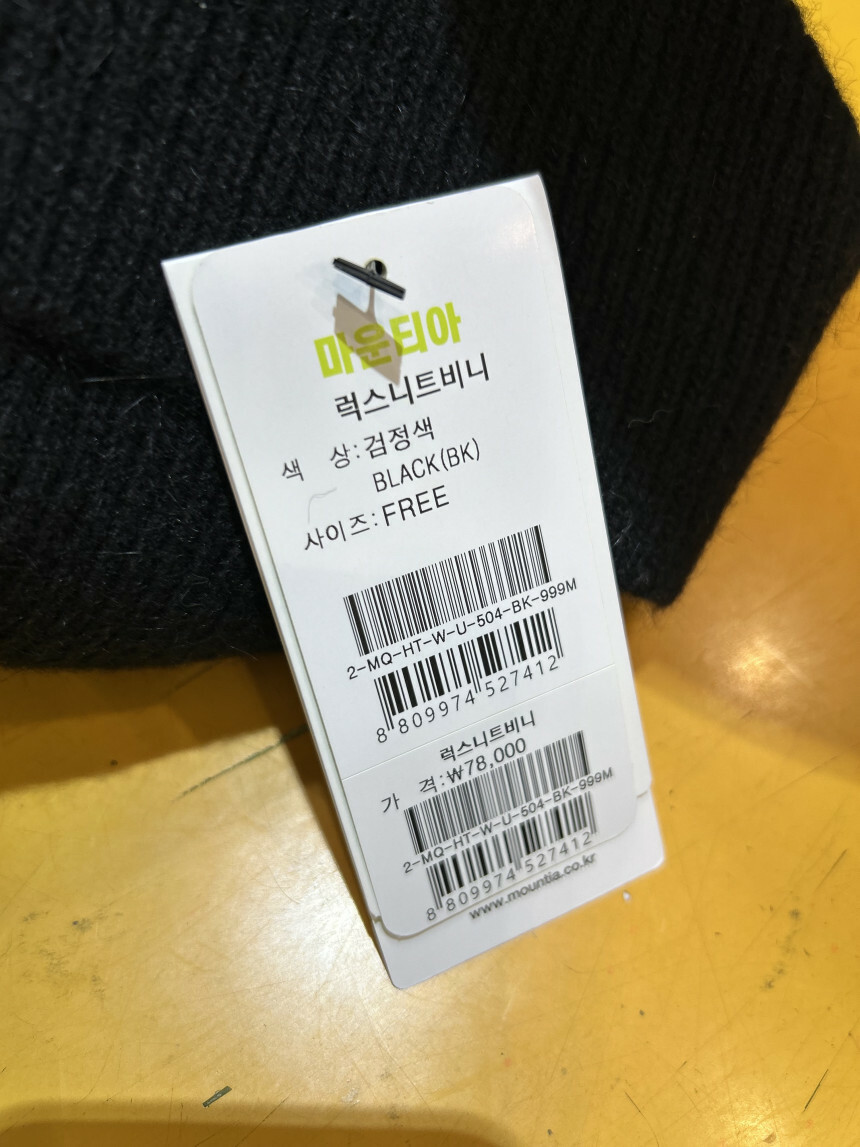 마운티아
럭스니트비니
색 상:검정색
BLACK(BK)
사이즈:FREE
2-MQ-HT-W-U-504-BK-999M
8 809974 527412
럭스니트비니
가 격:₩78,000
2-MQ-HT-W-U-504-BK-999M
8 809974 527412
www.mountia.co.kr